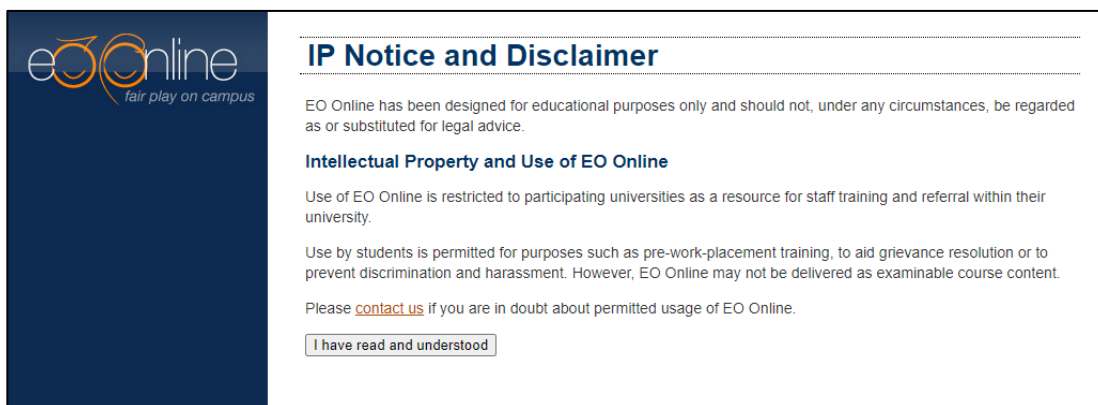 eo Online
fair play on campus
IP Notice and Disclaimer
EO Online has been designed for educational purposes only and should not, under any circumstances, be regarded
as or substituted for legal advice.
Intellectual Property and Use of EO Online
Use of EO Online is restricted to participating universities as a resource for staff training and referral within their
university.
Use by students is permitted for purposes such as pre-work-placement training, to aid grievance resolution or to
prevent discrimination and harassment. However, EO Online may not be delivered as examinable course content.
Please contact us if you are in doubt about permitted usage of EO Online.
I have read and understood